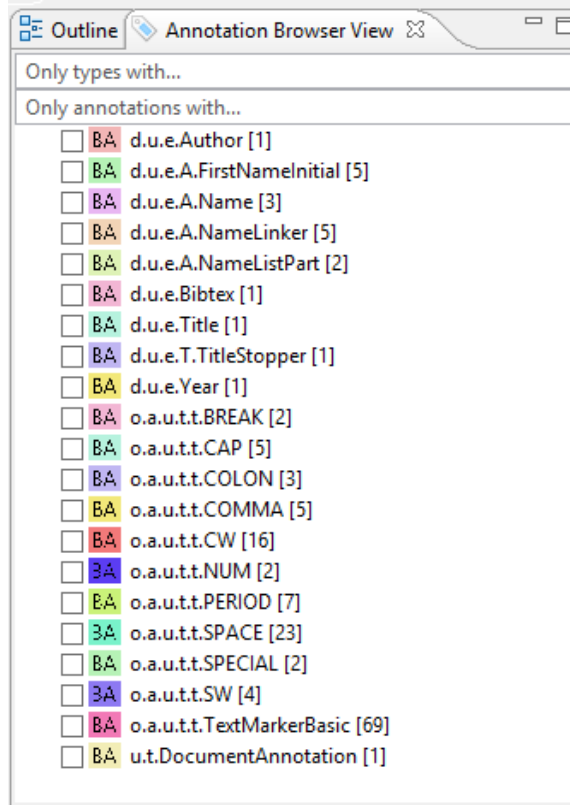 Outline Annotation Browser View
Only types with...
Only annotations with...
BA d.u.e.Author [1]
BA d.u.e.A.FirstNameInitial [5]
BA d.u.e.A.Name [3]
BA d.u.e.A.NameLinker [5]
BA d.u.e.A.NameListPart [2]
BA d.u.e.Bibtex [1]
BA d.u.e.Title [1]
BA d.u.e.T.TitleStopper [1]
BA d.u.e.Year [1]
BA o.a.u.t.t.BREAK [2]
BA o.a.u.t.t.CAP [5]
BA o.a.u.t.t.COLON [3]
BA o.a.u.t.t.COMMA [5]
BA o.a.u.t.t.CW [16]
BA o.a.u.t.t.NUM [2]
BA o.a.u.t.t.PERIOD [7]
BA o.a.u.t.t.SPACE [23]
BA o.a.u.t.t.SPECIAL [2]
BA o.a.u.t.t.SW [4]
BA o.a.u.t.t.TextMarkerBasic [69]
BA u.t.DocumentAnnotation [1]